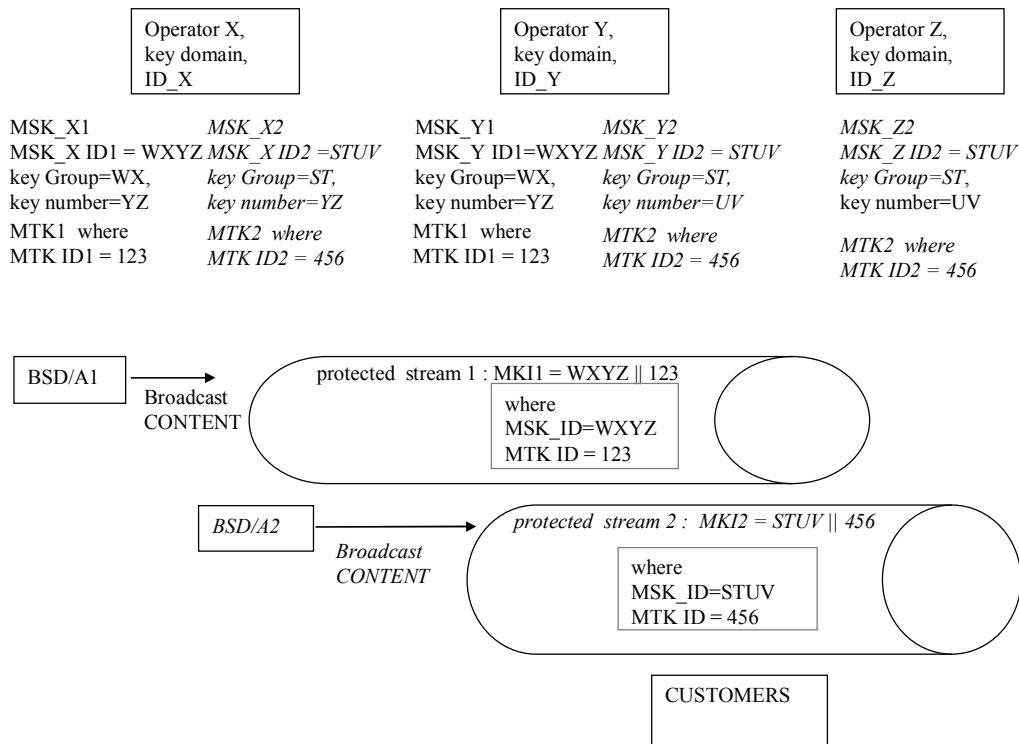 Operator X,
key domain,
ID_X
Operator Y,
key domain,
ID_Y
Operator Z,
key domain,
ID_Z
MSK_X1
MSK_X ID1 = WXYZ
key Group=WX,
key number=YZ
MTK1 where
MTK ID1 = 123
MSK_X2
MSK_X ID2 =STUV
key Group=ST,
key number=YZ
MTK2 where
MTK ID2 = 456
MSK_Y1
MSK_Y ID1=WXYZ
key Group=WX,
key number=YZ
MTK1 where
MTK ID1 = 123
MSK_Y2
MSK_Y ID2 = STUV
key Group=ST,
key number=UV
MTK2 where
MTK ID2 = 456
MSK_Z2
MSK_Z ID2 = STUV
key Group=ST,
key number=UV
MTK2 where
MTK ID2 = 456
BSD/A1
Broadcast
CONTENT
protected stream 1 : MKI1 = WXYZ || 123
where
MSK_ID=WXYZ
MTK ID = 123
BSD/A2
Broadcast
CONTENT
protected stream 2 : MKI2 = STUV || 456
where
MSK_ID=STUV
MTK ID = 456
CUSTOMERS